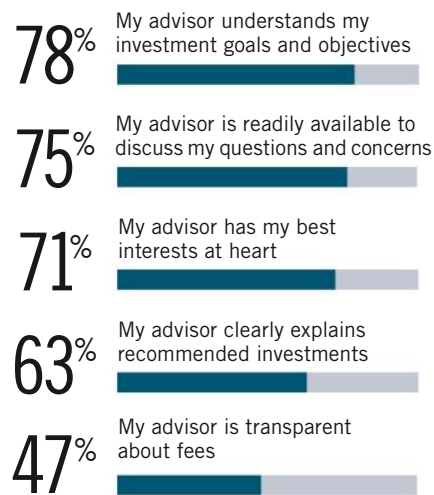 78%
My advisor understands my
investment goals and objectives
75%
My advisor is readily available to
discuss my questions and concerns
71%
My advisor has my best
interests at heart
63%
My advisor clearly explains
recommended investments
47%
My advisor is transparent
about fees